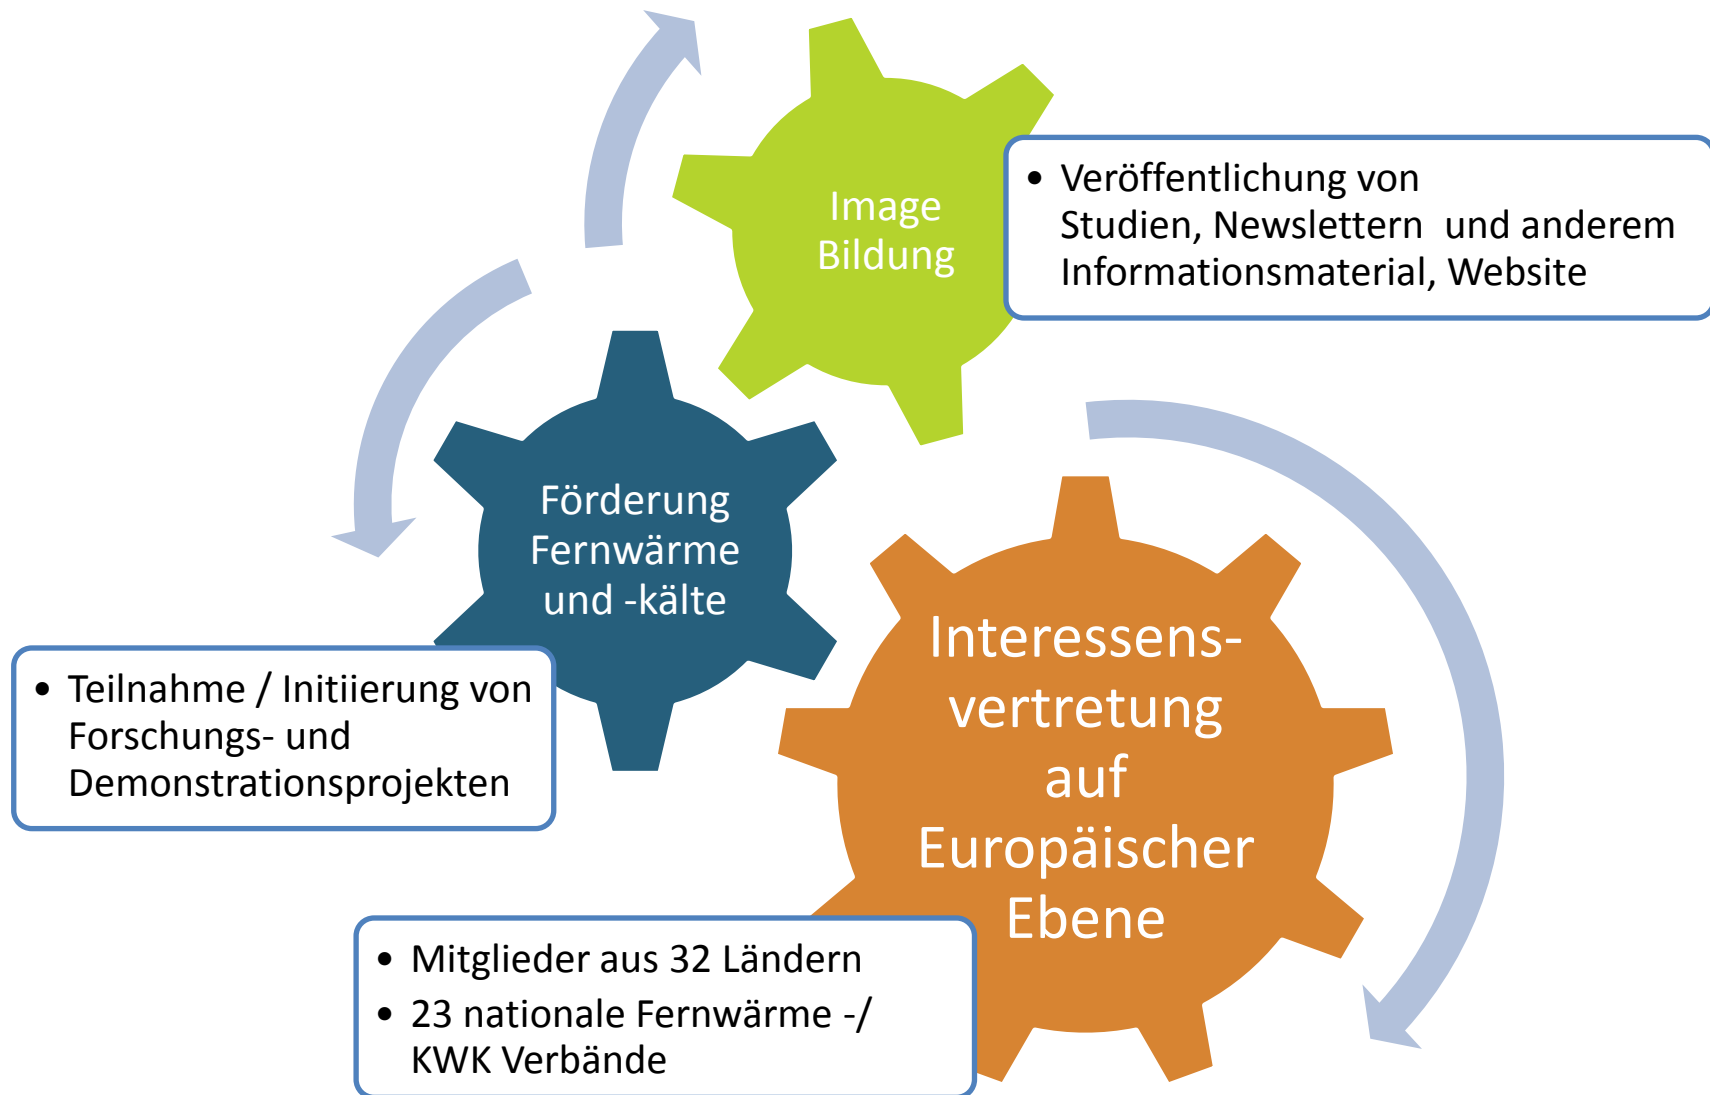 Image
Bildung
• Veröffentlichung von
Studien, Newslettern und anderem
Informationsmaterial, Website
Förderung
Fernwärme
und -kälte
• Teilnahme / Initiierung von
Forschungs- und
Demonstrationsprojekten
Interessens-
vertretung
auf
Europäischer
Ebene
• Mitglieder aus 32 Ländern
• 23 nationale Fernwärme -/
KWK Verbände